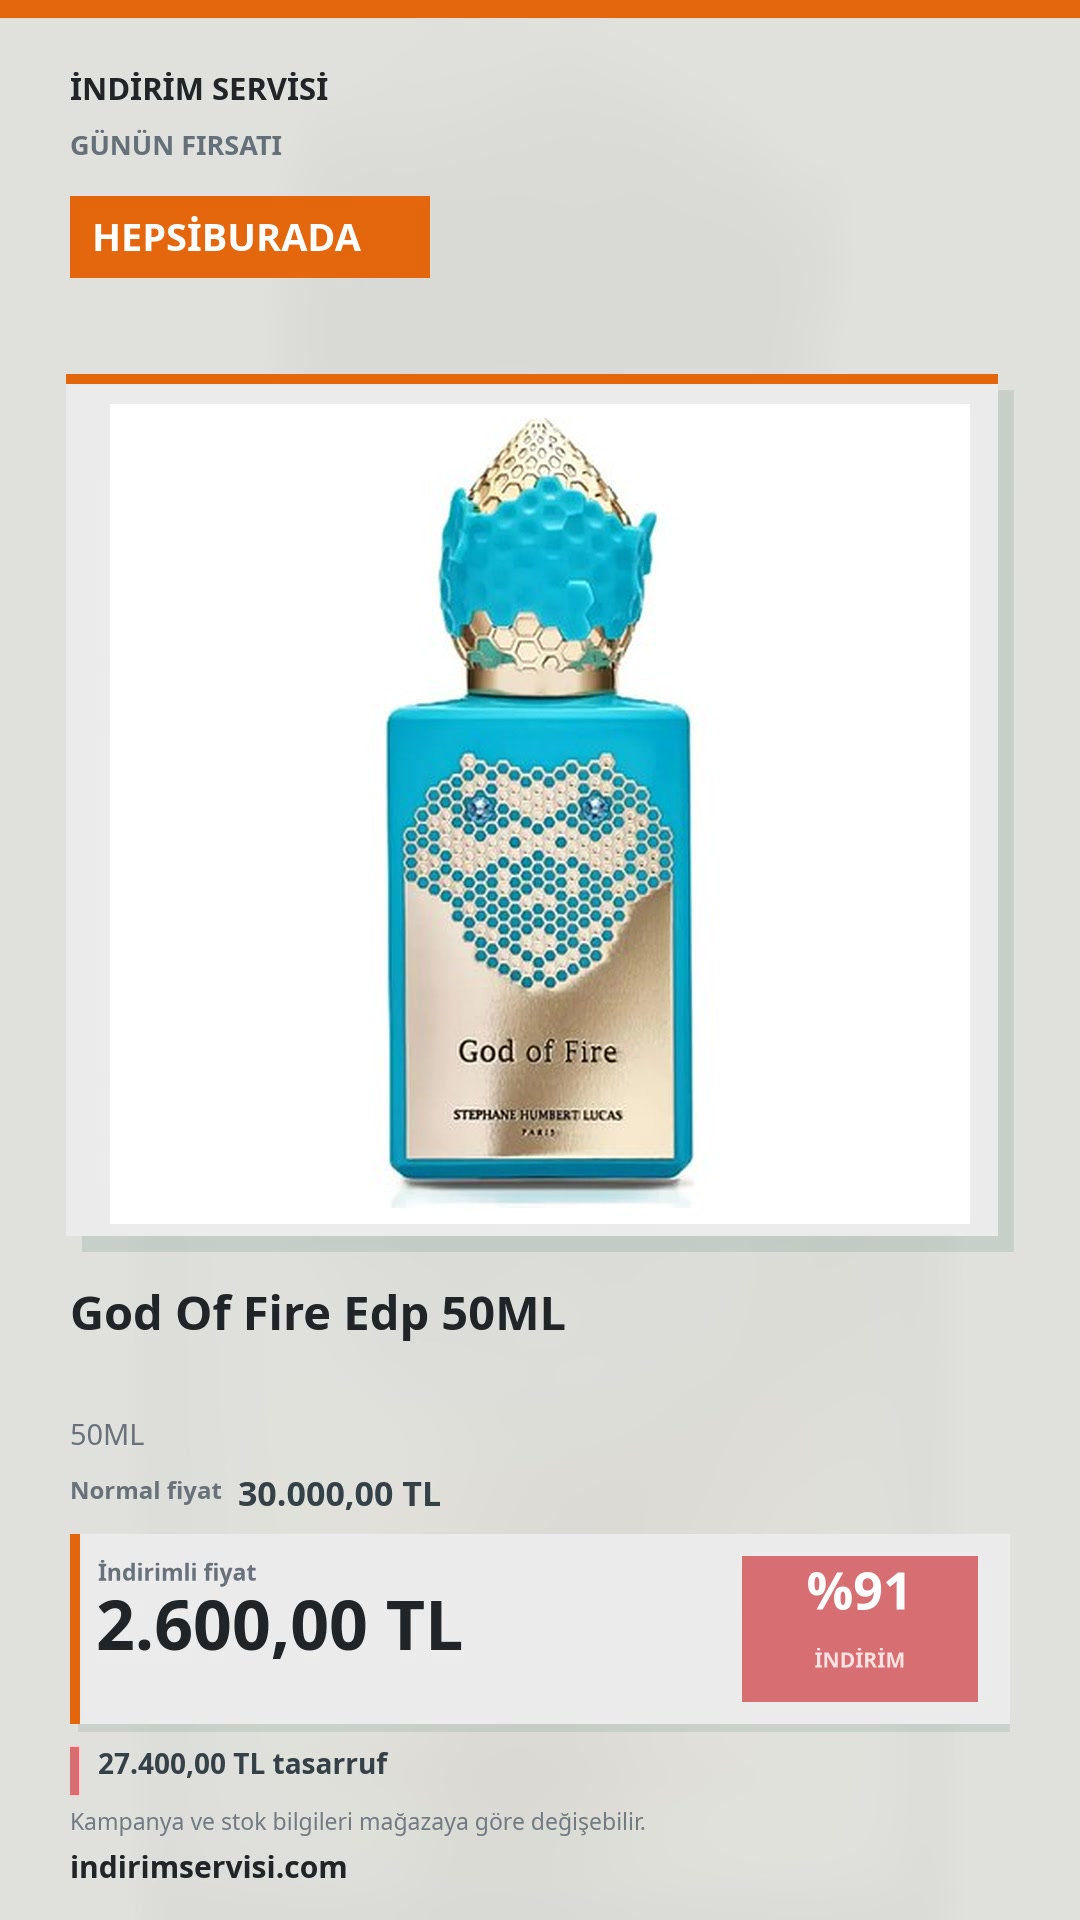 İNDİRİM SERVİSİ
GÜNÜN FIRSATI
HEPSİBURADA
God of Fire
STEPHANE HUMBERT LUCAS
PARIS
God Of Fire Edp 50ML
50ML
Normal fiyat 30.000,00 TL
İndirimli fiyat
2.600,00 TL
%91
İNDİRİM
27.400,00 TL tasarruf
Kampanya ve stok bilgileri mağazaya göre değişebilir.
indirimservisi.com